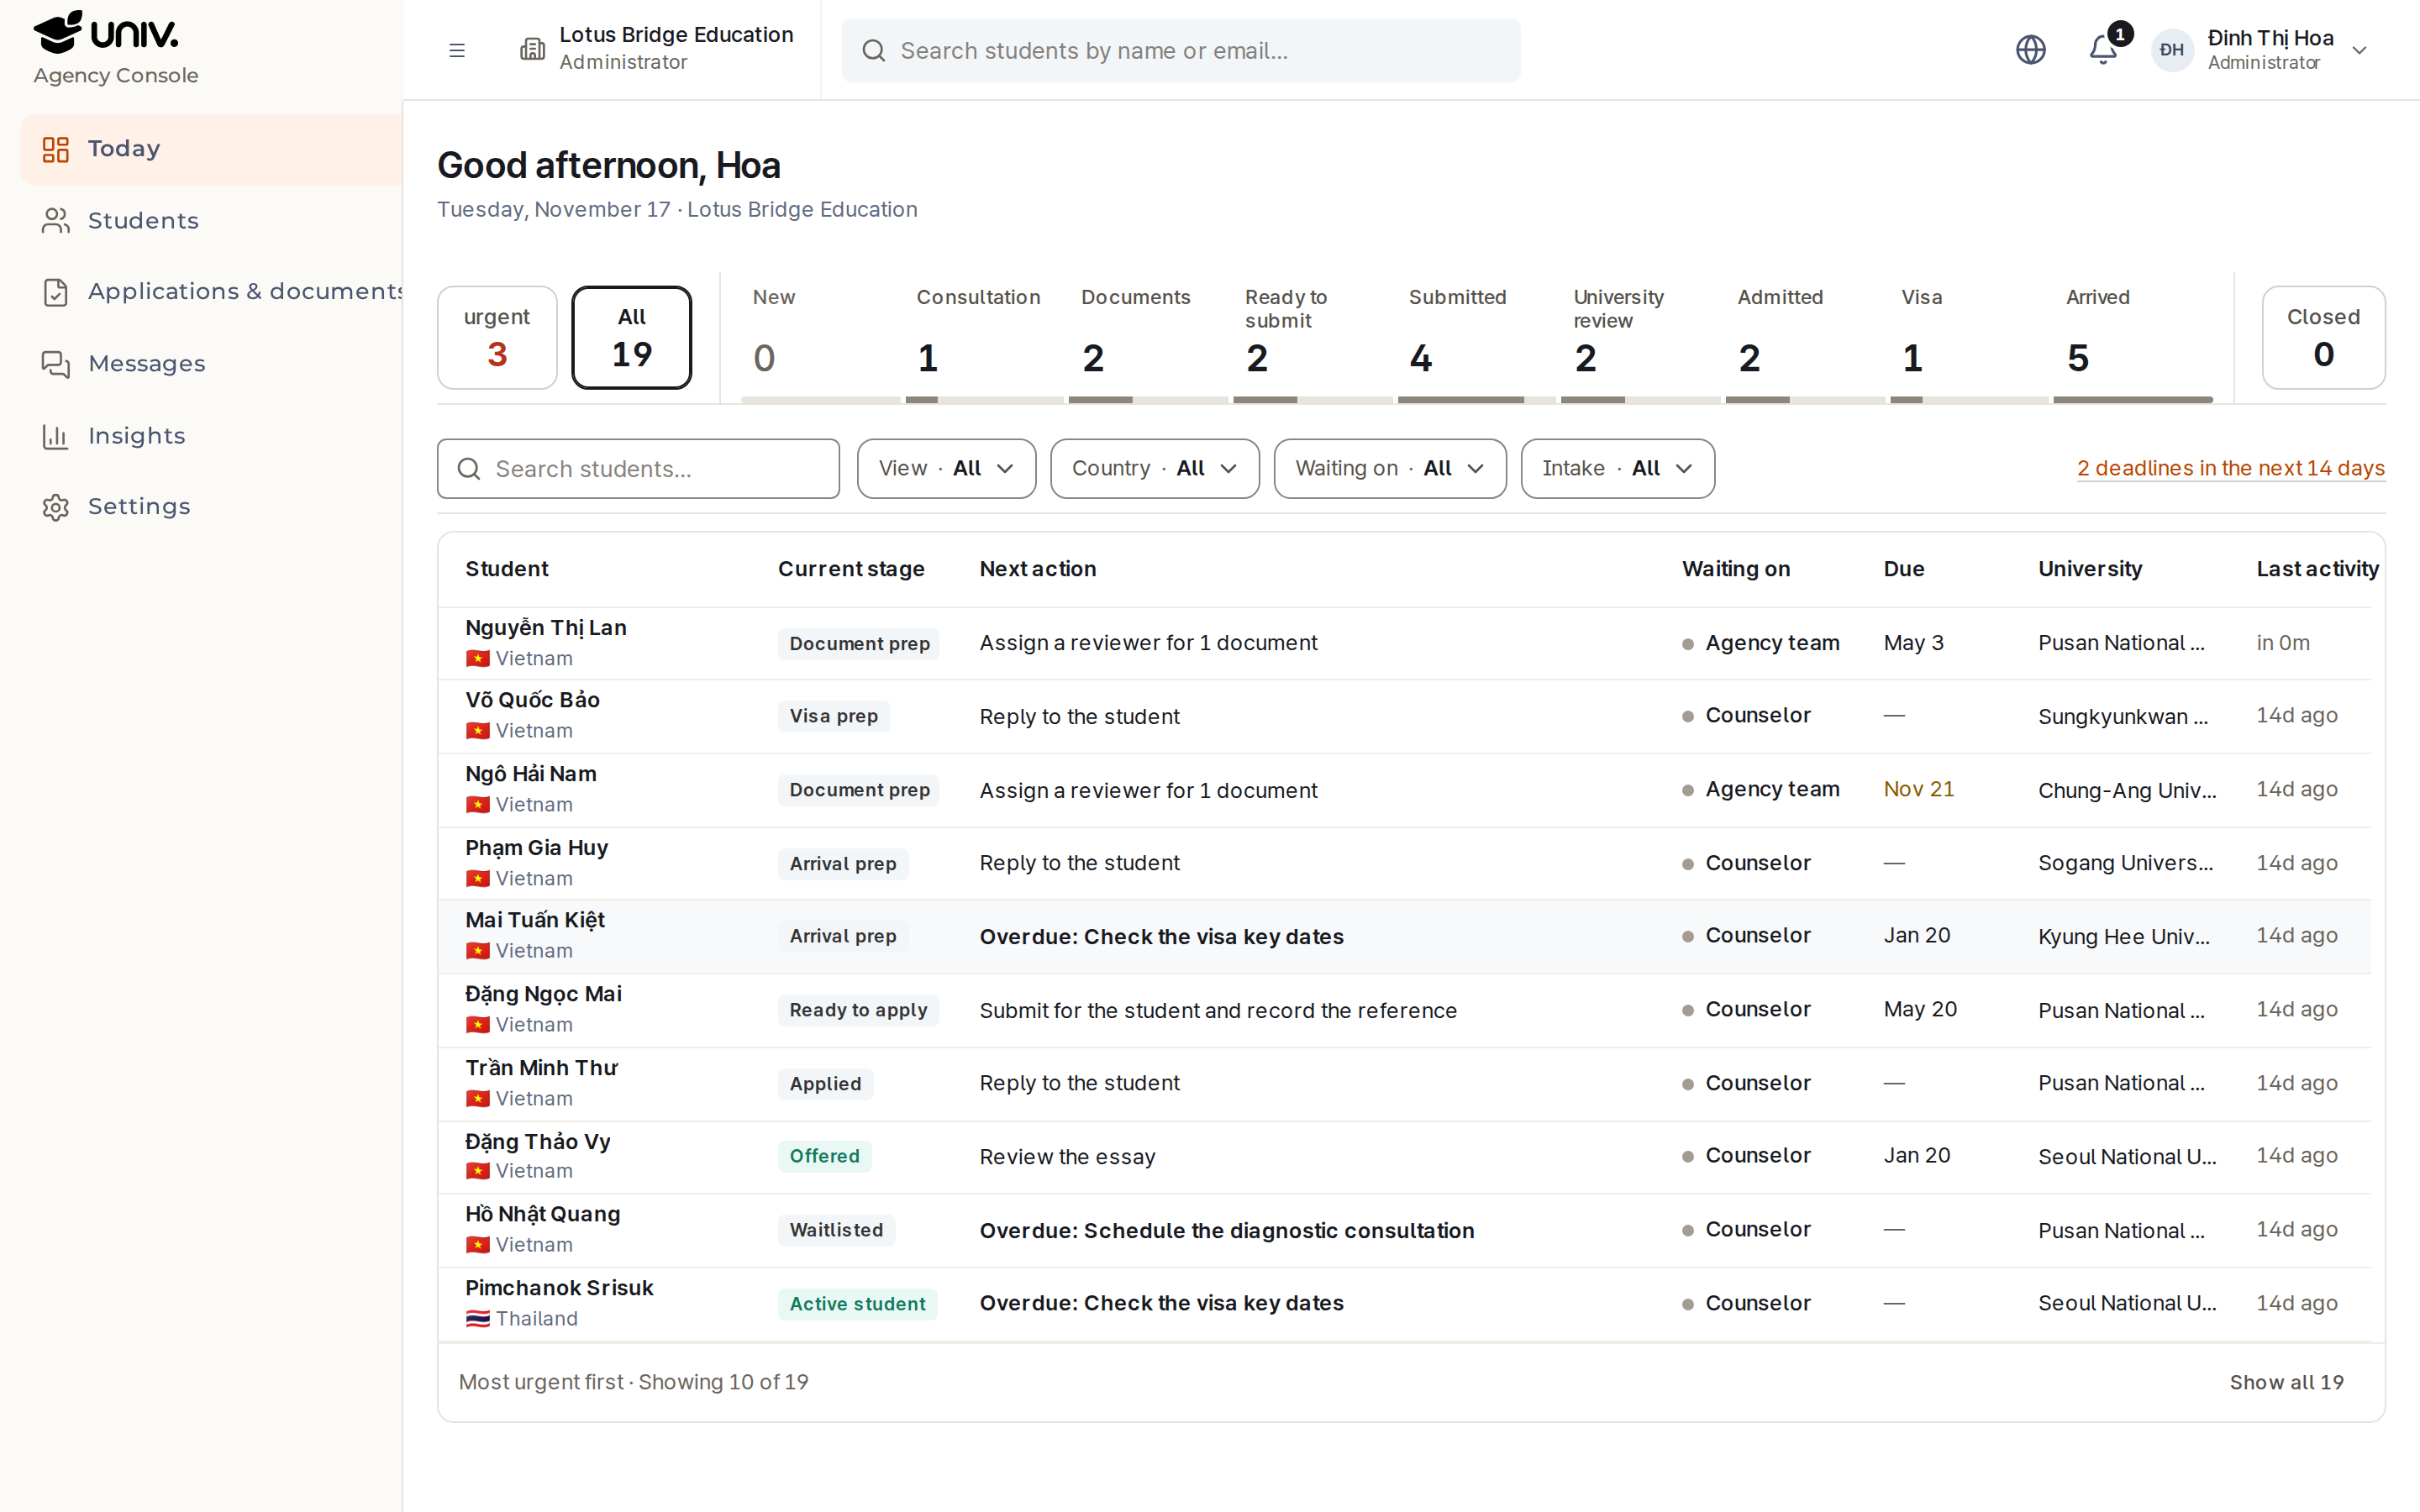 univ.
Agency Console
Lotus Bridge Education
Administrator
Search students by name or email...
1
ĐH
Đinh Thị Hoa
Administrator
Today
Students
Applications & documents
Messages
Insights
Settings
Good afternoon, Hoa
Tuesday, November 17 · Lotus Bridge Education
urgent
3
All
19
New
0
Consultation
1
Documents
2
Ready to
submit
2
Submitted
4
University
review
2
Admitted
2
Visa
1
Arrived
5
Closed
0
Search students...
View · All
Country · All
Waiting on · All
Intake · All
2 deadlines in the next 14 days
Student Current stage Next action Waiting on Due University Last activity
Nguyễn Thị Lan
Vietnam
Document prep Assign a reviewer for 1 document Agency team May 3 Pusan National ... in 0m
Võ Quốc Bảo
Vietnam
Visa prep Reply to the student Counselor — Sungkyunkwan ... 14d ago
Ngô Hải Nam
Vietnam
Document prep Assign a reviewer for 1 document Agency team Nov 21 Chung-Ang Univ... 14d ago
Phạm Gia Huy
Vietnam
Arrival prep Reply to the student Counselor — Sogang Univers... 14d ago
Mai Tuấn Kiệt
Vietnam
Arrival prep Overdue: Check the visa key dates Counselor Jan 20 Kyung Hee Univ... 14d ago
Đặng Ngọc Mai
Vietnam
Ready to apply Submit for the student and record the reference Counselor May 20 Pusan National ... 14d ago
Trần Minh Thư
Vietnam
Applied Reply to the student Counselor — Pusan National ... 14d ago
Đặng Thảo Vy
Vietnam
Offered Review the essay Counselor Jan 20 Seoul National U... 14d ago
Hồ Nhật Quang
Vietnam
Waitlisted Overdue: Schedule the diagnostic consultation Counselor — Pusan National ... 14d ago
Pimchanok Srisuk
Thailand
Active student Overdue: Check the visa key dates Counselor — Seoul National U... 14d ago
Most urgent first · Showing 10 of 19
Show all 19